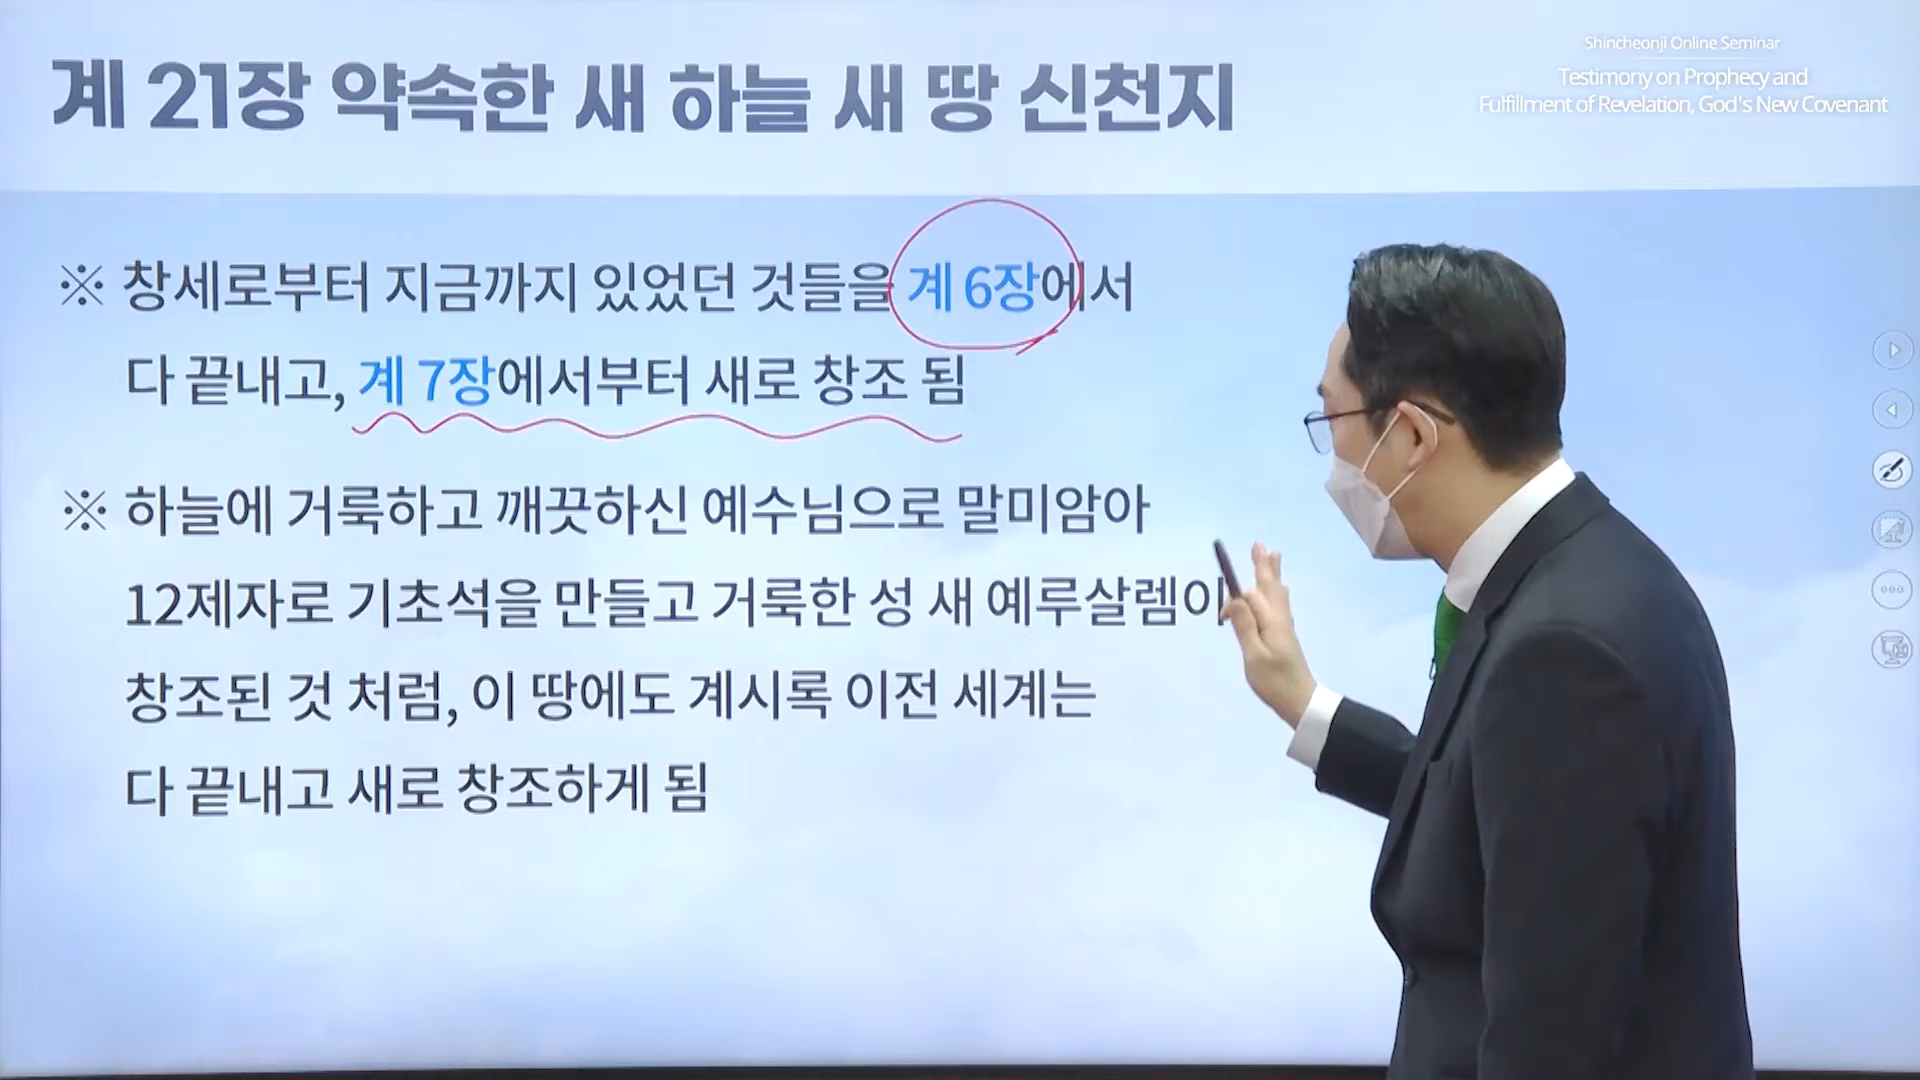 계 21장 약속한 새 하늘 새 땅 신천지
Shincheonji Online Seminar
Testimony on Prophecy and
Fulfillment of Revelation, God's New Covenant
※ 창세로부터 지금까지 있었던 것들을 계 6장에서
다 끝내고, 계 7장에서부터 새로 창조 됨
※ 하늘에 거룩하고 깨끗하신 예수님으로 말미암아
12제자로 기초석을 만들고 거룩한 성 새 예루살렘이
창조된 것 처럼, 이 땅에도 계시록 이전 세계는
다 끝내고 새로 창조하게 됨